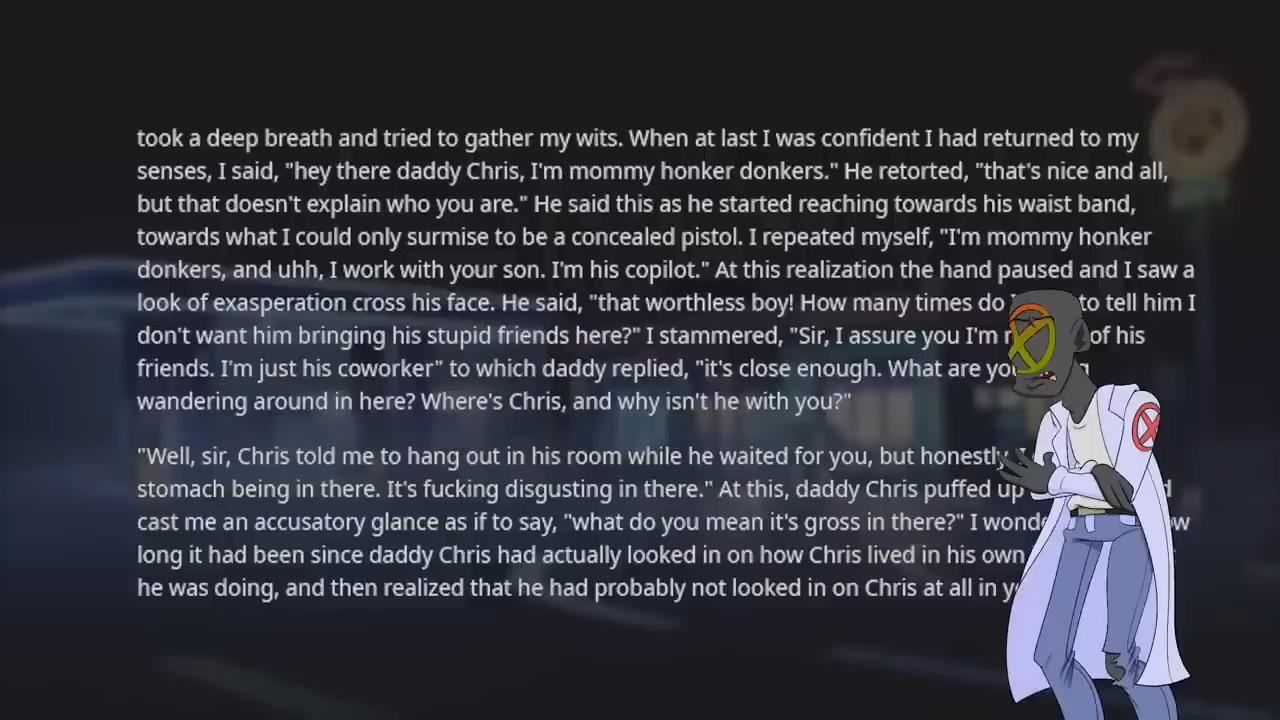 took a deep breath and tried to gather my wits. When at last I was confident I had returned to my
senses, I said, "hey there daddy Chris, I'm mommy honker donkers." He retorted, "that's nice and all,
but that doesn't explain who you are." He said this as he started reaching towards his waist band,
towards what I could only surmise to be a concealed pistol. I repeated myself, "I'm mommy honker
donkers, and uhh, I work with your son. I'm his copilot." At this realization the hand paused and I saw a
look of exasperation cross his face. He said, "that worthless boy! How many times do to tell him I
don't want him bringing his stupid friends here?" I stammered, "Sir, I assure you I'm of his
friends. I'm just his coworker" to which daddy replied, "it's close enough. What are
wandering around in here? Where's Chris, and why isn't he with you?"
"Well, sir, Chris told me to hang out in his room while he waited for you, but honestly
stomach being in there. It's fucking disgusting in there." At this, daddy Chris puffed up
cast me an accusatory glance as if to say, "what do you mean it's gross in there?" I
long it had been since daddy Chris had actually looked in on how Chris lived in his own
he was doing, and then realized that he had probably not looked in on Chris at all in